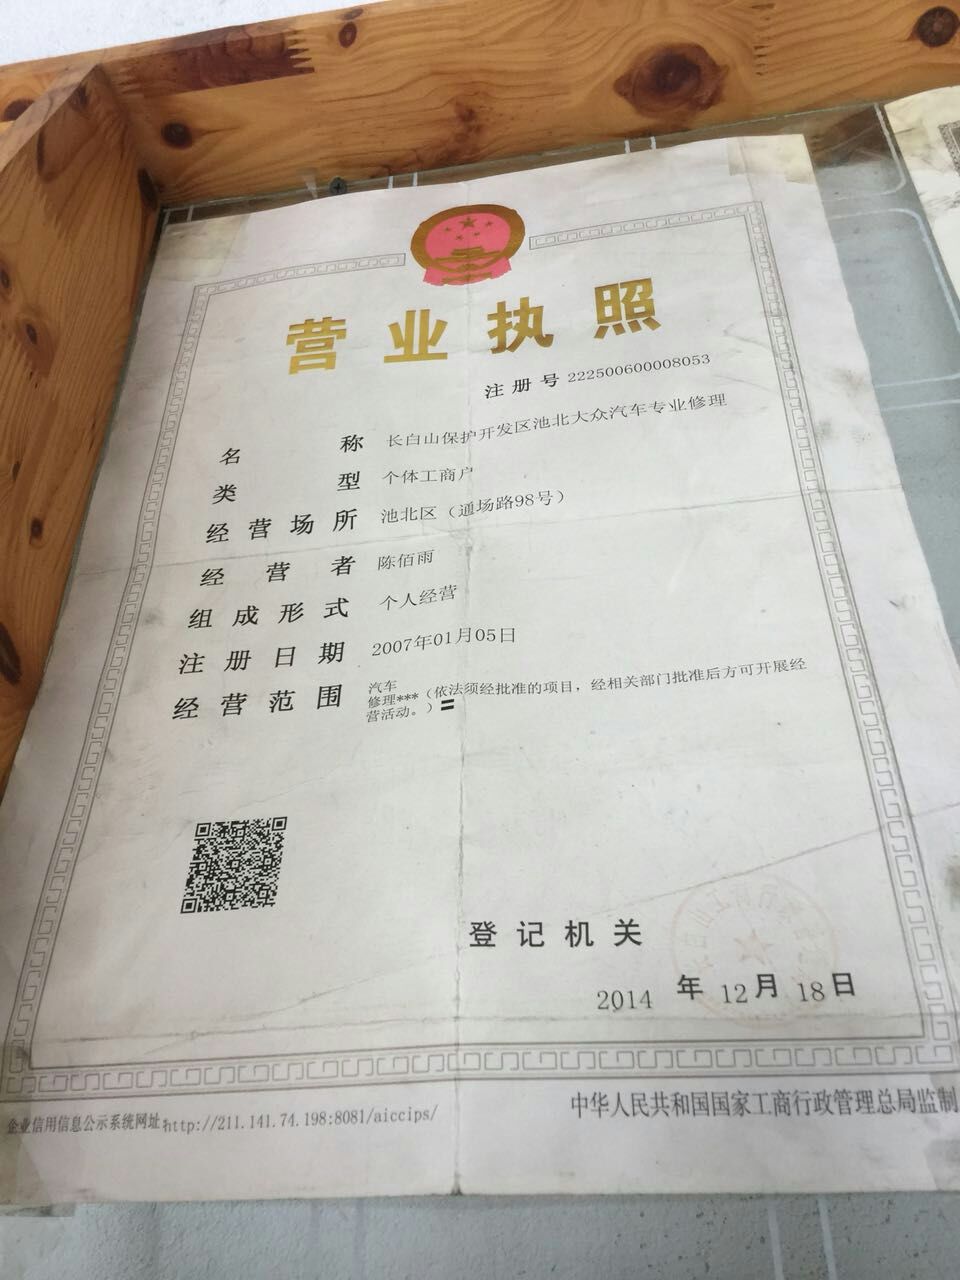 营业执照
注册号 222500600008053
名称 长白山保护开发区池北大众汽车专业修理
类型 个体工商户
经营场所 池北区（通场路98号）
经营者 陈佰雨
组成形式 个人经营
注册日期 2007年01月05日
经营范围 汽车
修理***（依法须经批准的项目，经相关部门批准后方可开展经
营活动。）〓
登记机关
2014 年 12 月 18 日
企业信用信息公示系统网址:http://211.141.74.198:8081/aiccips/
中华人民共和国国家工商行政管理总局监制